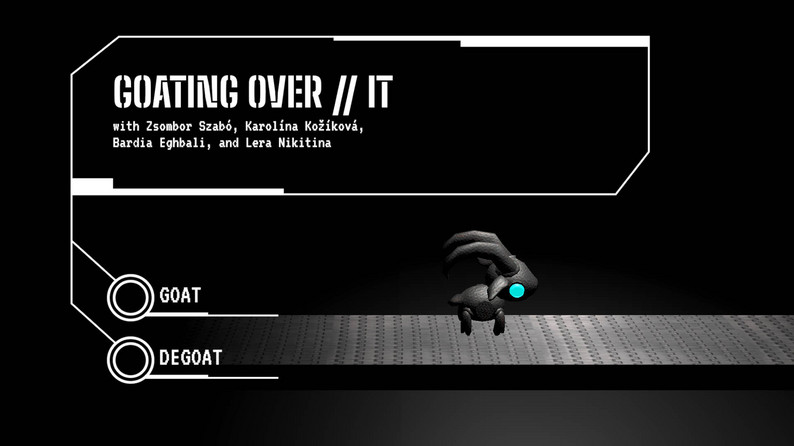 GOATING OVER // IT
with Zsombor Szabó, Karolína Kožíková,
Bardia Eghbali, and Lera Nikitina
GOAT
DEGOAT